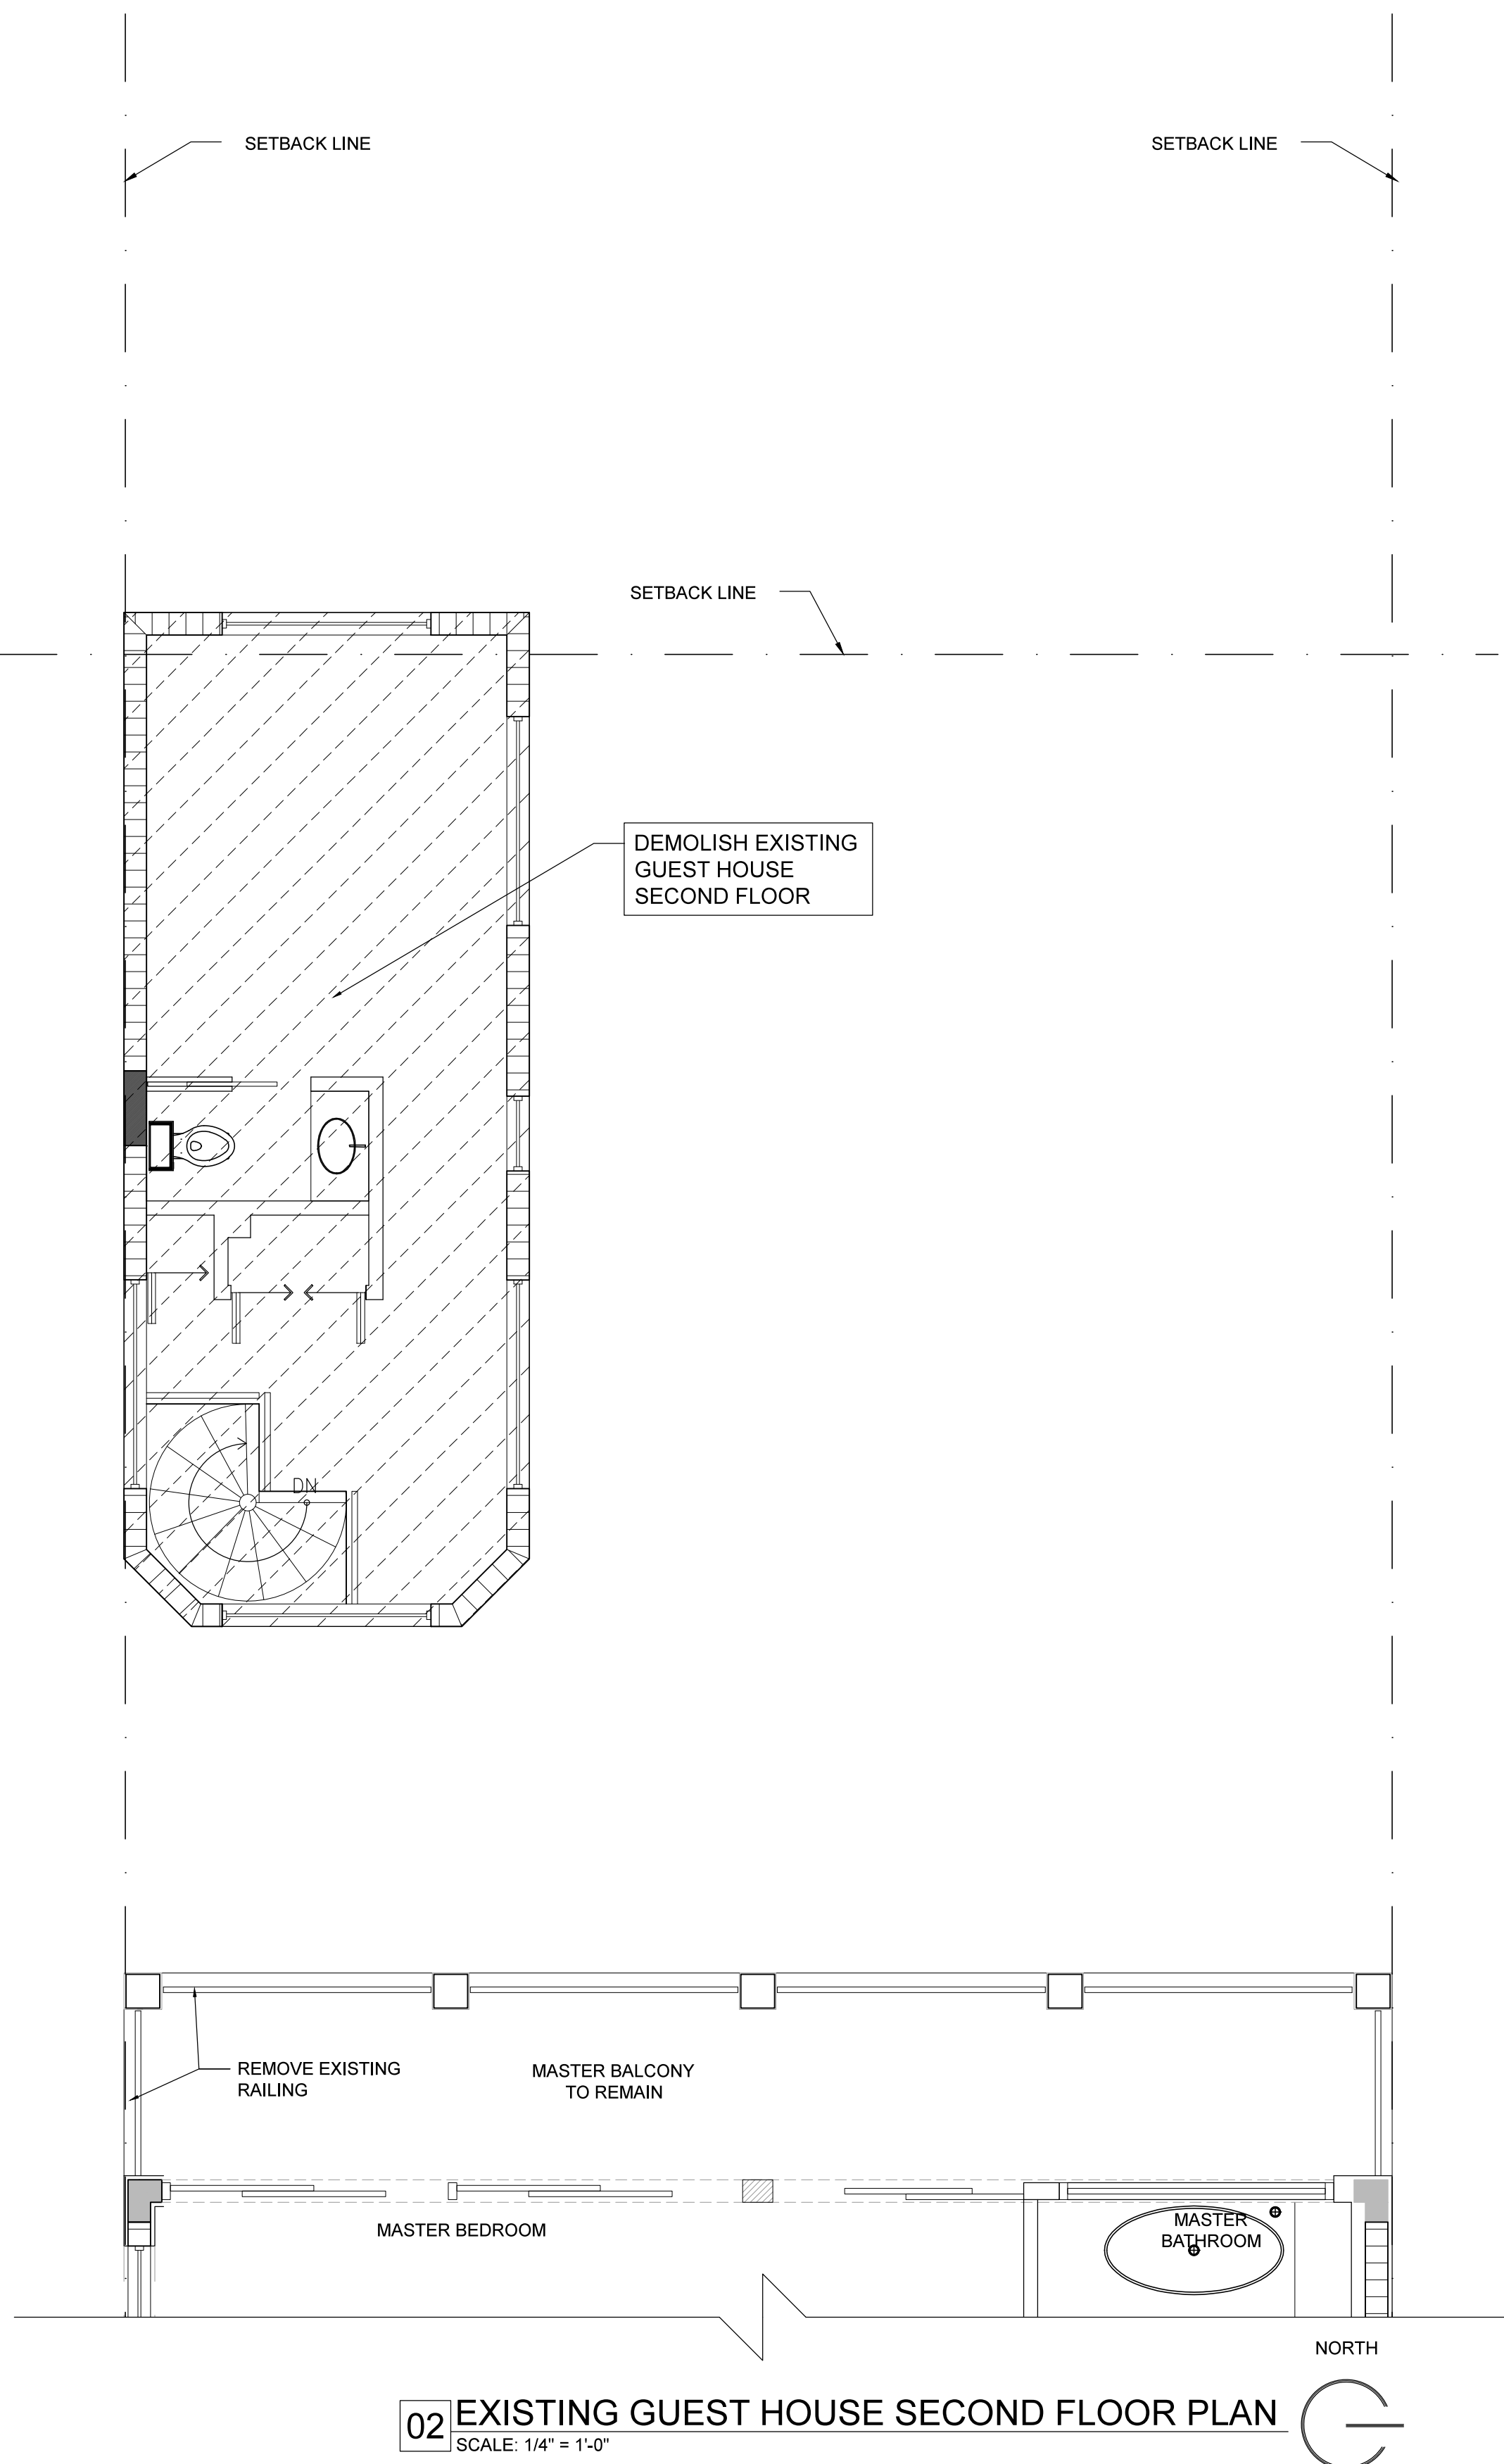 SETBACK LINE
SETBACK LINE
SETBACK LINE
DEMOLISH EXISTING
GUEST HOUSE
SECOND FLOOR
DN
REMOVE EXISTING
RAILING
MASTER BALCONY
TO REMAIN
MASTER BEDROOM
MASTER
BATHROOM
NORTH
02
EXISTING GUEST HOUSE SECOND FLOOR PLAN
SCALE: 1/4" = 1'-0"